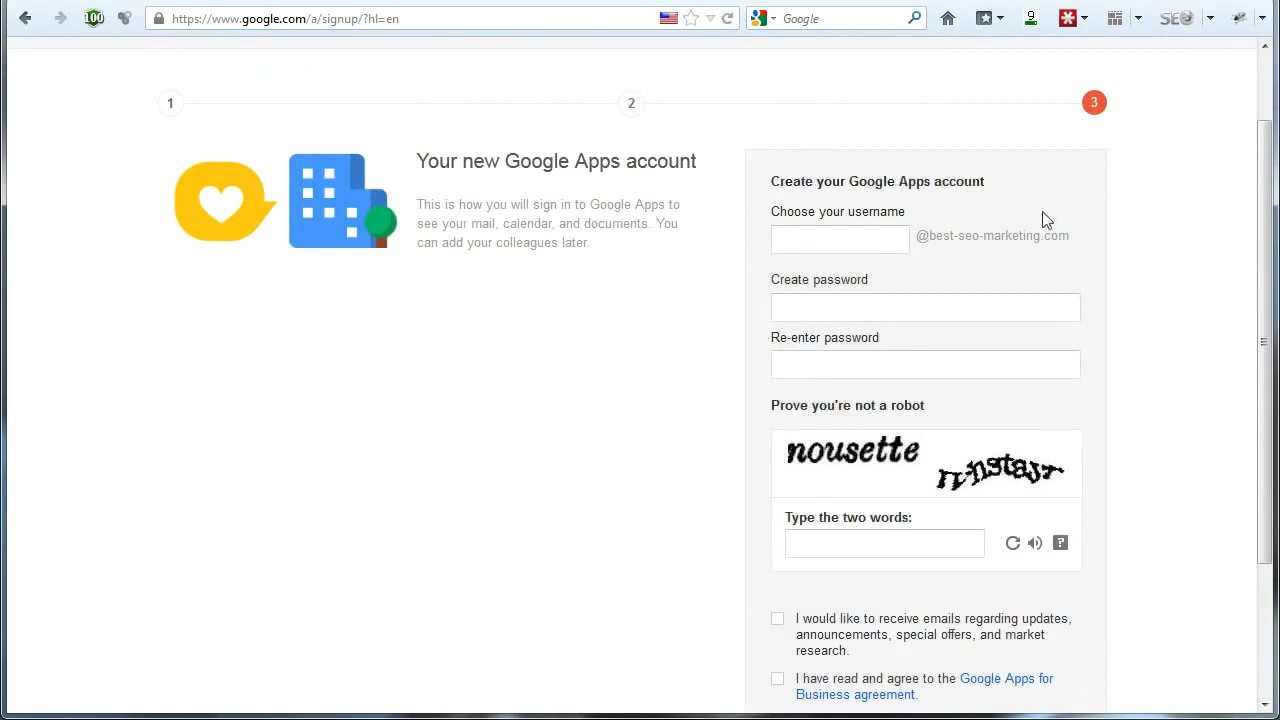 100
https://www.google.com/a/signup/?hl=en
Google
SEO
1
2
3
Your new Google Apps account
This is how you will sign in to Google Apps to
see your mail, calendar, and documents. You
can add your colleagues later.
Create your Google Apps account
Choose your username
@best-seo-marketing.com
Create password
Re-enter password
Prove you're not a robot
nousette
Type the two words:
?
I would like to receive emails regarding updates,
announcements, special offers, and market
research.
I have read and agree to the Google Apps for
Business agreement.